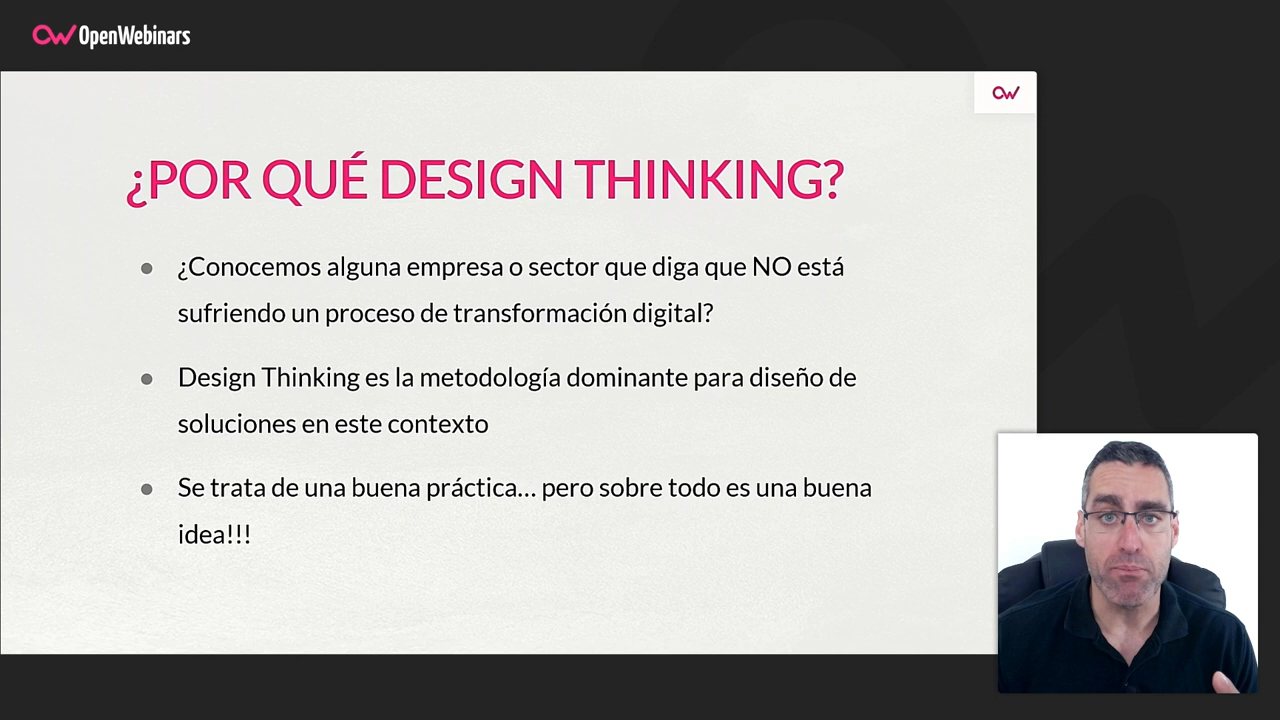 OpenWebinars
¿POR QUÉ DESIGN THINKING?
¿Conocemos alguna empresa o sector que diga que NO está
sufriendo un proceso de transformación digital?
Design Thinking es la metodología dominante para diseño de
soluciones en este contexto
Se trata de una buena práctica... pero sobre todo es una buena
idea!!!